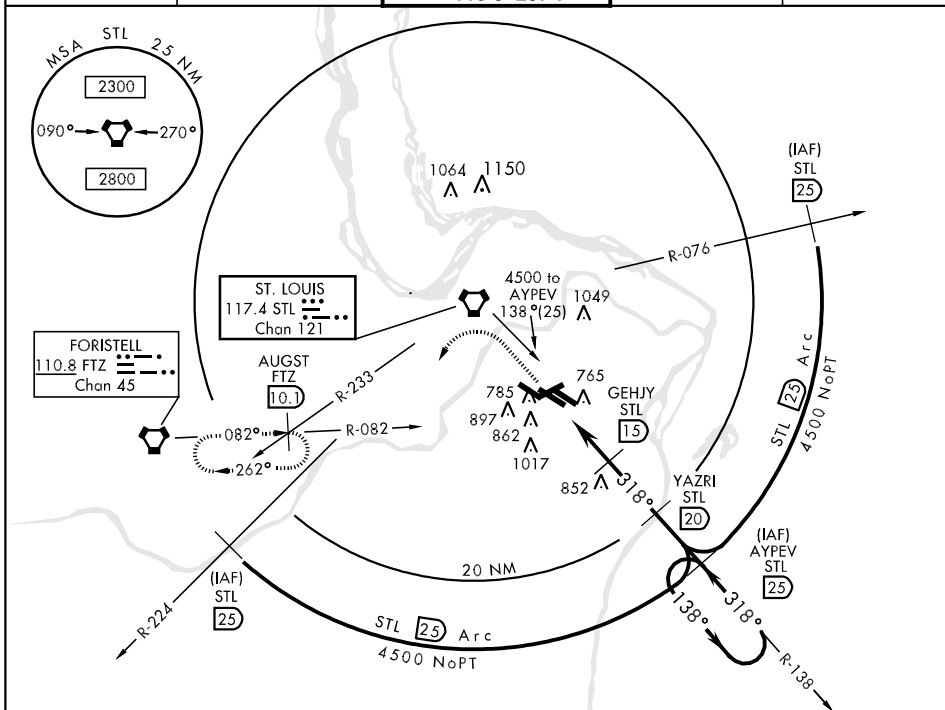 MSA STL 25 NM
2300
090°
270°
2800
1064
1150
(IAF)
STL
25
R-076
ST. LOUIS
117.4 STL
Chan 121
4500 to
AYPEV
138°(25)
1049
FORISTELL
110.8 FTZ
Chan 45
AUGST
FTZ
10.1
R-233
785
765
GEHJY
STL
15
STL 25 Arc
4500 NoPT
082°
R-082
897
862
262°
1017
852
318°
YAZRI
STL
20
(IAF)
AYPEV
STL
25
20 NM
(IAF)
STL
25
R-224
STL 25 Arc
4500 NoPT
138°
318°
R-138